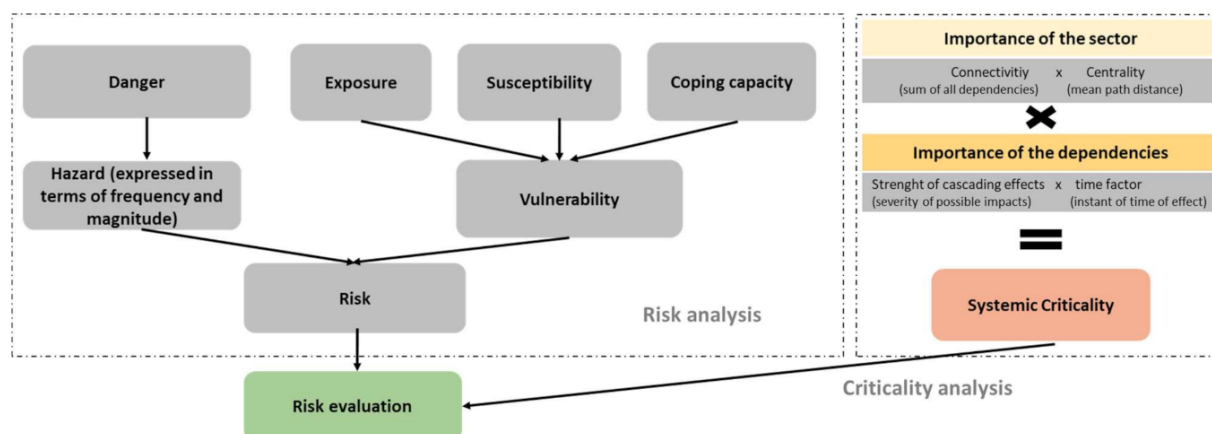 Danger
Exposure
Susceptibility
Coping capacity
Hazard (expressed in
terms of frequency and
magnitude)
Vulnerability
Risk
Risk analysis
Risk evaluation
Importance of the sector
Connectivitiy x Centrality
(sum of all dependencies) (mean path distance)
Importance of the dependencies
Strenght of cascading effects x time factor
(severity of possible impacts) (instant of time of effect)
Systemic Criticality
Criticality analysis